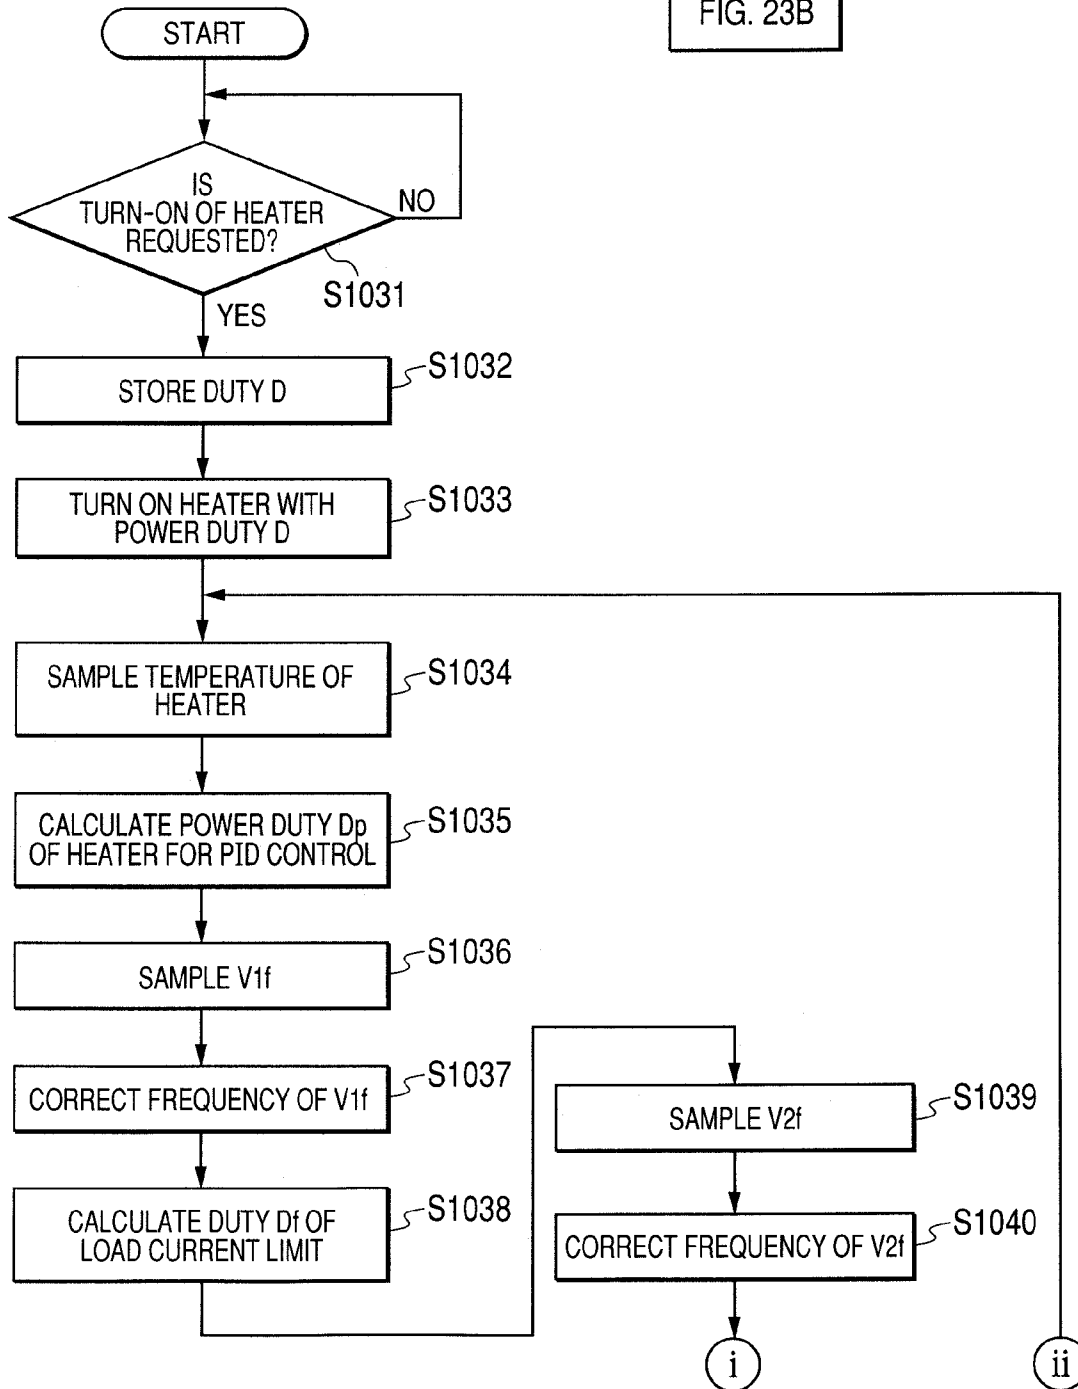 FIG. 23B
START
IS
TURN-ON OF HEATER
REQUESTED?
NO
S1031
YES
STORE DUTY D
S1032
TURN ON HEATER WITH
POWER DUTY D
S1033
SAMPLE TEMPERATURE OF
HEATER
S1034
CALCULATE POWER DUTY Dp
OF HEATER FOR PID CONTROL
S1035
SAMPLE V1f
S1036
CORRECT FREQUENCY OF V1f
S1037
CALCULATE DUTY Df OF
LOAD CURRENT LIMIT
S1038
SAMPLE V2f
S1039
CORRECT FREQUENCY OF V2f
S1040
i
ii